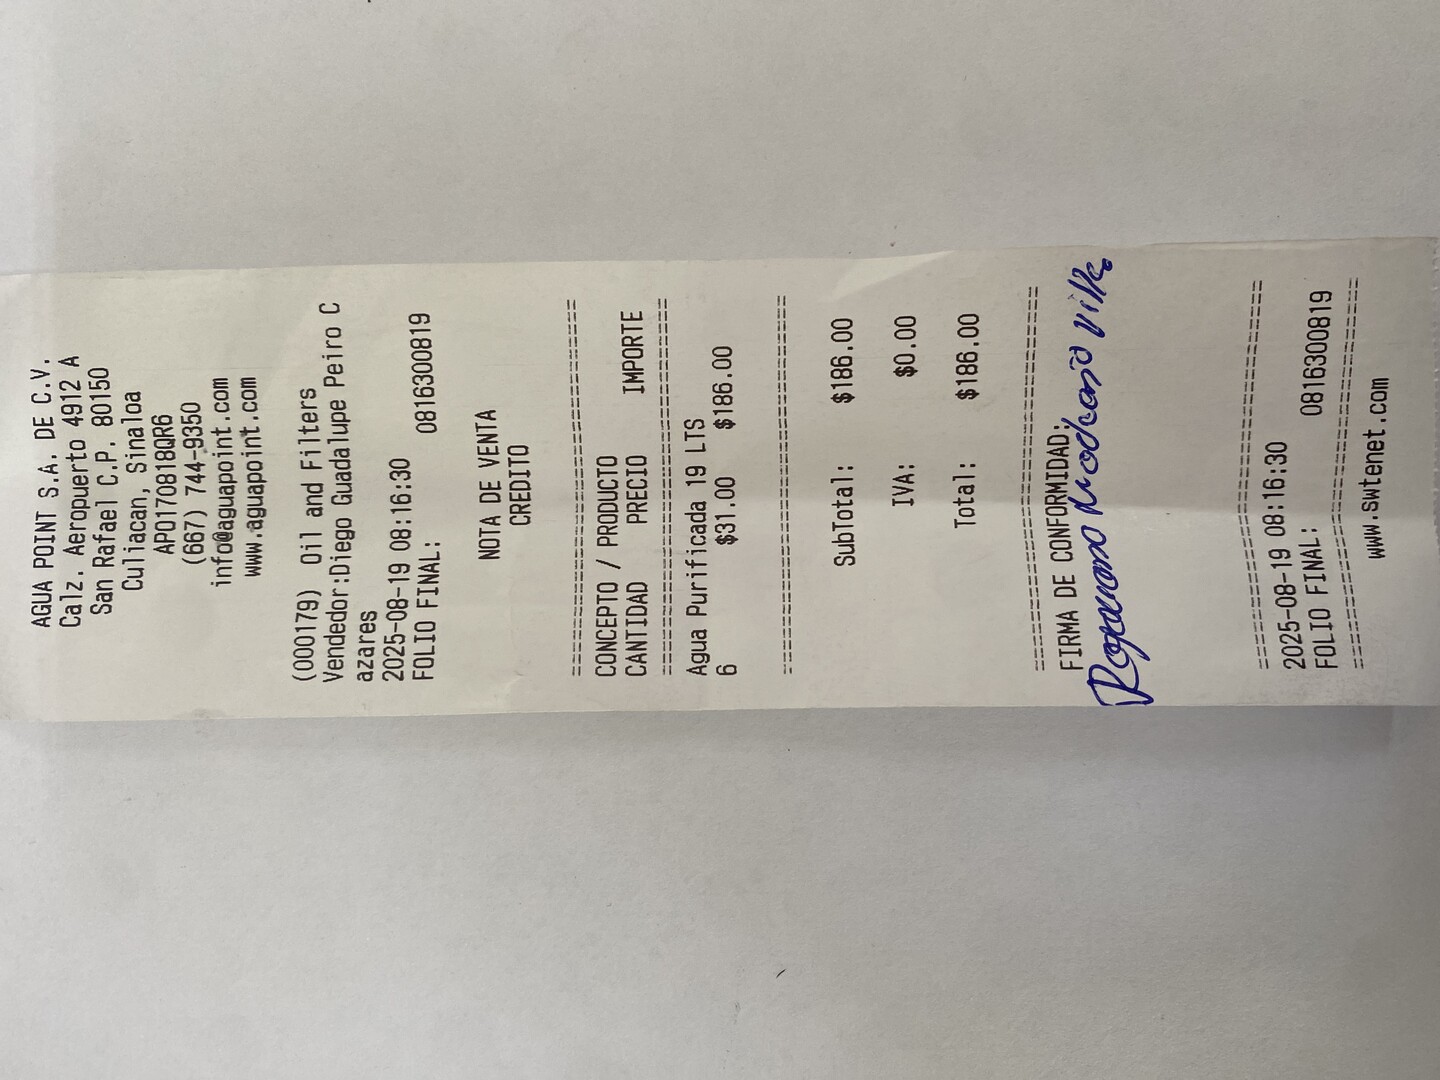 AGUA POINT S.A. DE C.V.
Calz. Aeropuerto 4912 A
San Rafael C.P. 80150
Culiacan, Sinaloa
APO170818QR6
(667) 744-9350
info@aguapoint.com
www.aguapoint.com
(000179) Oil and Filters
Vendedor:Diego Guadalupe Peiro C
azares
2025-08-19 08:16:30
FOLIO FINAL: 0816300819
NOTA DE VENTA
CREDITO
================================
CONCEPTO / PRODUCTO
CANTIDAD PRECIO IMPORTE
================================
Agua Purificada 19 LTS
6 $31.00 $186.00
================================
SubTotal: $186.00
IVA: $0.00
Total: $186.00
================================
FIRMA DE CONFORMIDAD:
================================
2025-08-19 08:16:30
FOLIO FINAL: 0816300819
================================
www.swtenet.com